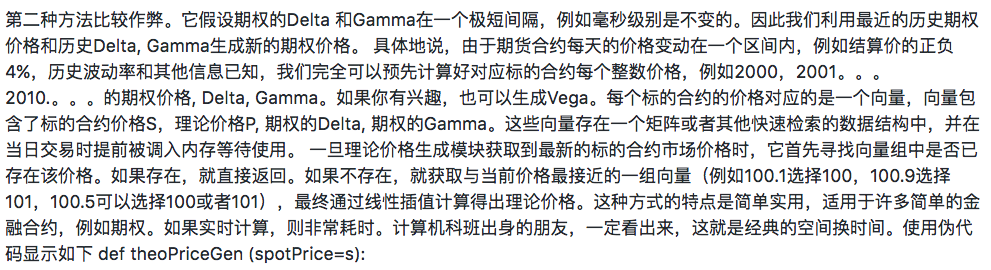 第二种方法比较作弊。它假设期权的Delta 和Gamma在一个极短间隔，例如毫秒级别是不变的。因此我们利用最近的历史期权
价格和历史Delta, Gamma生成新的期权价格。 具体地说，由于期货合约每天的价格变动在一个区间内，例如结算价的正负
4%，历史波动率和其他信息已知，我们完全可以预先计算好对应标的合约每个整数价格，例如2000，2001。。。
2010.。。。的期权价格, Delta, Gamma。如果你有兴趣，也可以生成Vega。每个标的合约的价格对应的是一个向量，向量包
含了标的合约价格S，理论价格P, 期权的Delta, 期权的Gamma。这些向量存在一个矩阵或者其他快速检索的数据结构中，并在
当日交易时提前被调入内存等待使用。 一旦理论价格生成模块获取到最新的标的合约市场价格时，它首先寻找向量组中是否已
存在该价格。如果存在，就直接返回。如果不存在，就获取与当前价格最接近的一组向量（例如100.1选择100，100.9选择
101，100.5可以选择100或者101），最终通过线性插值计算得出理论价格。这种方式的特点是简单实用，适用于许多简单的金
融合约，例如期权。如果实时计算，则非常耗时。计算机科班出身的朋友，一定看出来，这就是经典的空间换时间。使用伪代
码显示如下 def theoPriceGen (spotPrice=s):